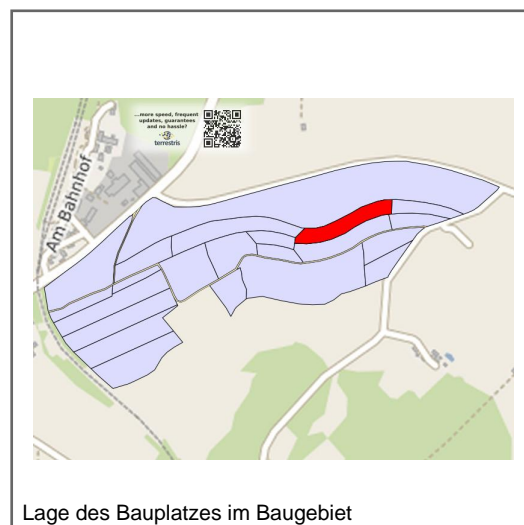 ...more speed, frequent
updates, guarantees
and no hassle?
terrestris
Am Bahnhof
Lage des Bauplatzes im Baugebiet